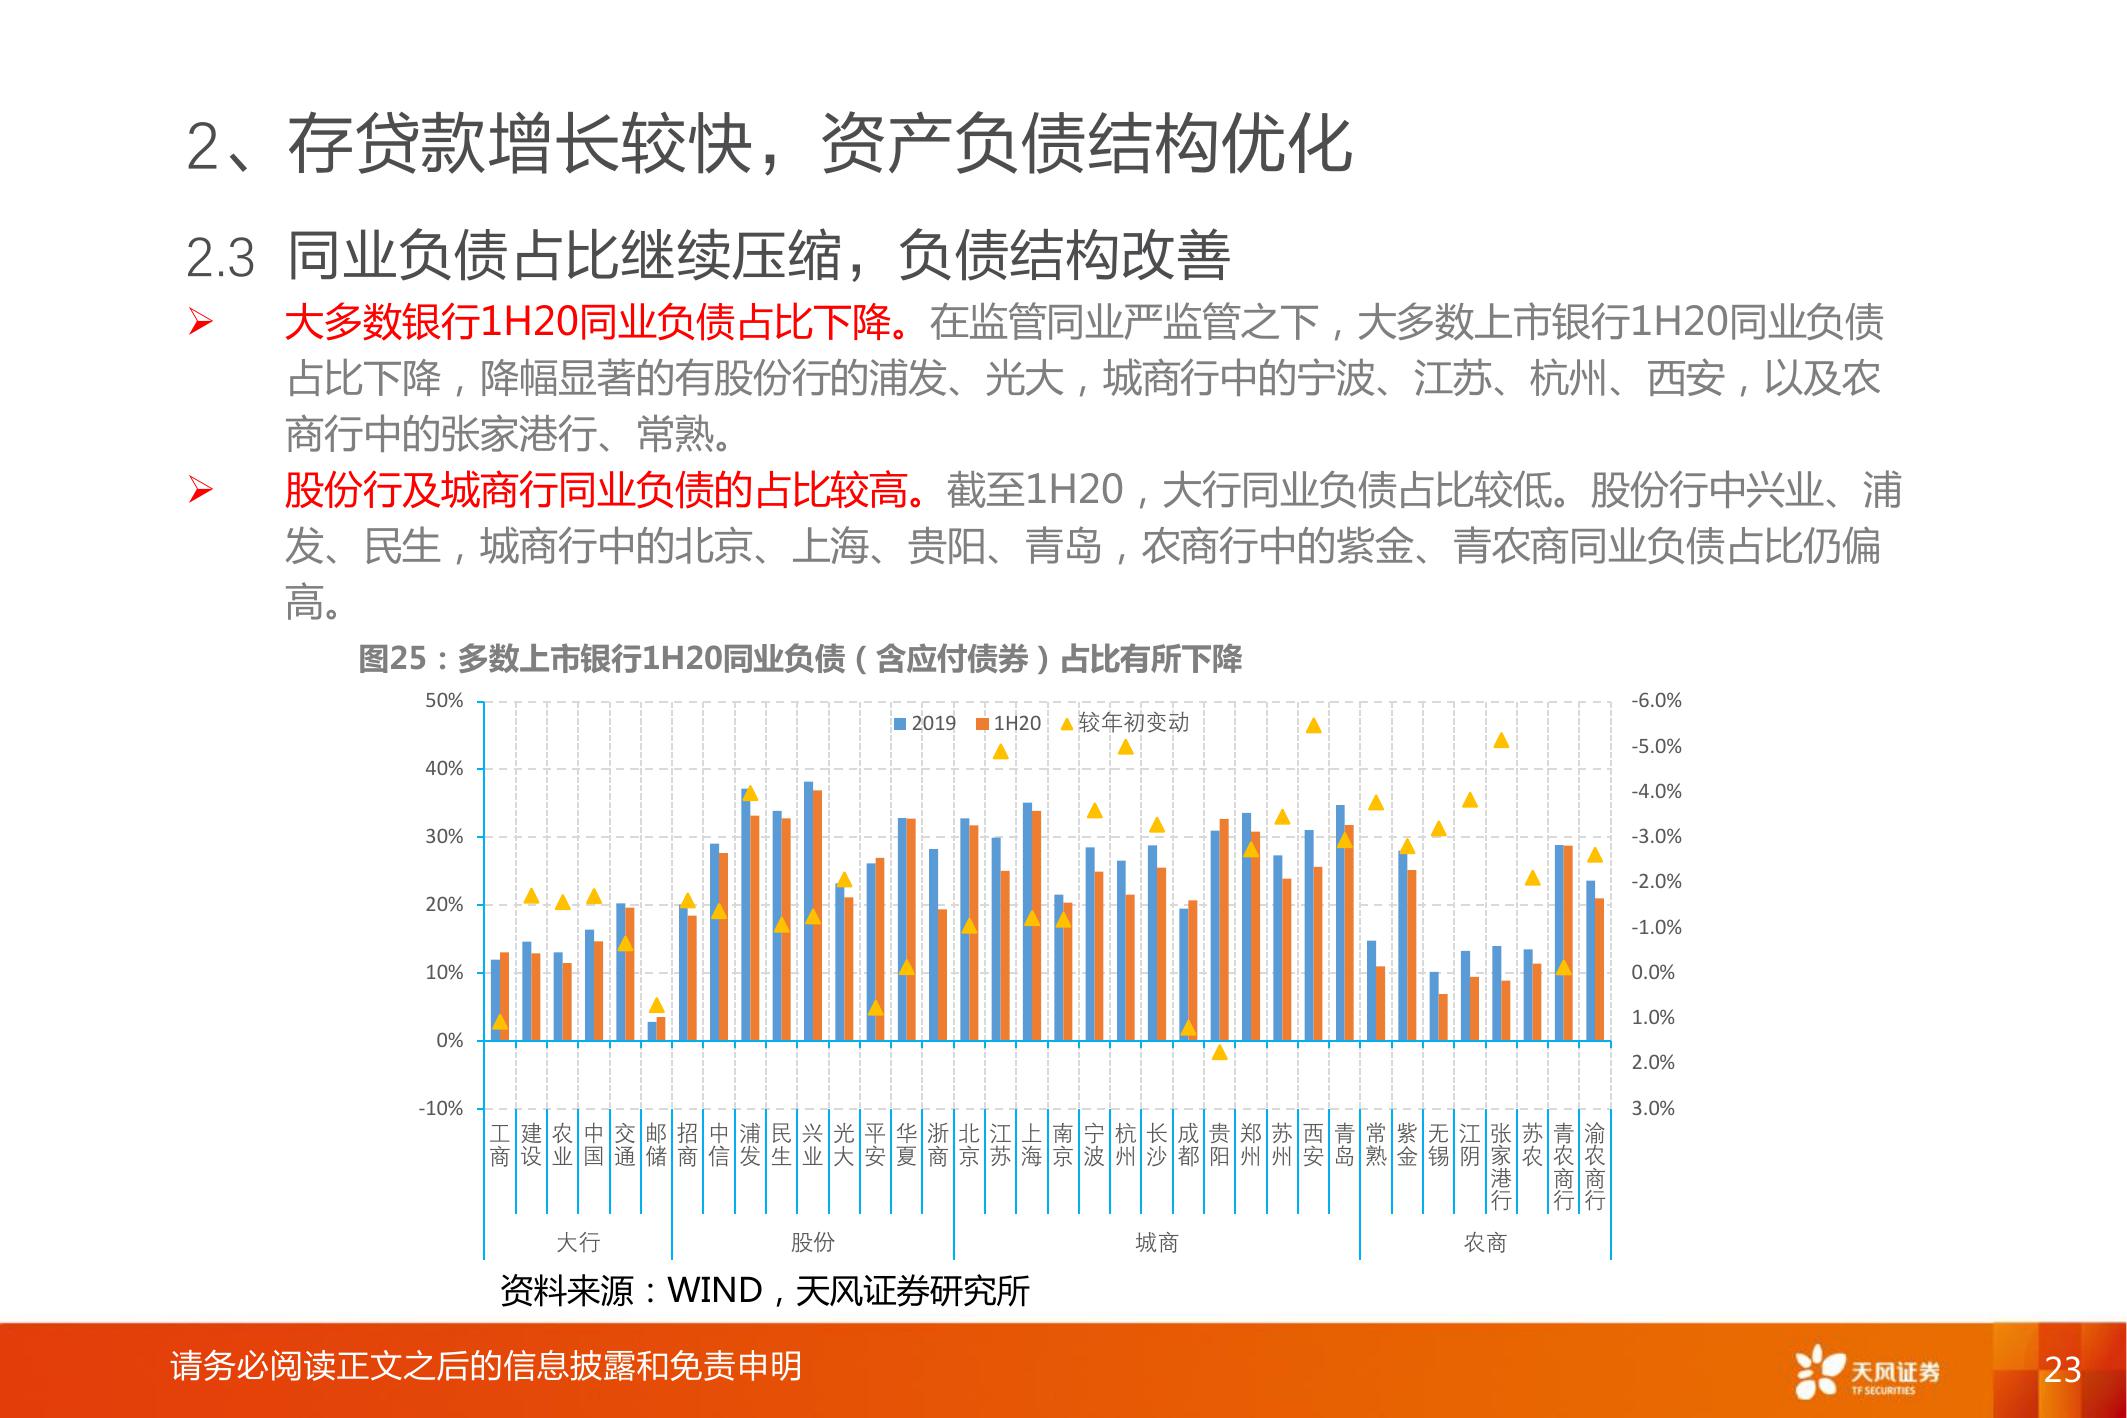 2、存贷款增长较快，资产负债结构优化
2.3 同业负债占比继续压缩，负债结构改善
大多数银行1H20同业负债占比下降。在监管同业严监管之下，大多数上市银行1H20同业负债
占比下降，降幅显著的有股份行的浦发、光大，城商行中的宁波、江苏、杭州、西安，以及农
商行中的张家港行、常熟。
股份行及城商行同业负债的占比较高。截至1H20，大行同业负债占比较低。股份行中兴业、浦
发、民生，城商行中的北京、上海、贵阳、青岛，农商行中的紫金、青农商同业负债占比仍偏
高。
图25：多数上市银行1H20同业负债（含应付债券）占比有所下降
2019 1H20 较年初变动
50%
40%
30%
20%
10%
0%
-10%
-6.0%
-5.0%
-4.0%
-3.0%
-2.0%
-1.0%
0.0%
1.0%
2.0%
3.0%
工商 建设 农业 中国 交通 邮储 招商 中信 浦发 民生 兴业 光大 平安 华夏 浙商 北京 江苏 上海 南京 宁波 杭州 长沙 成都 贵阳 郑州 苏州 西安 青岛 常熟 紫金 无锡 江阴 张家港行 苏农 青农商行 渝农商行
大行 股份 城商 农商
资料来源：WIND，天风证券研究所
请务必阅读正文之后的信息披露和免责申明
天风证券
TF SECURITIES
23